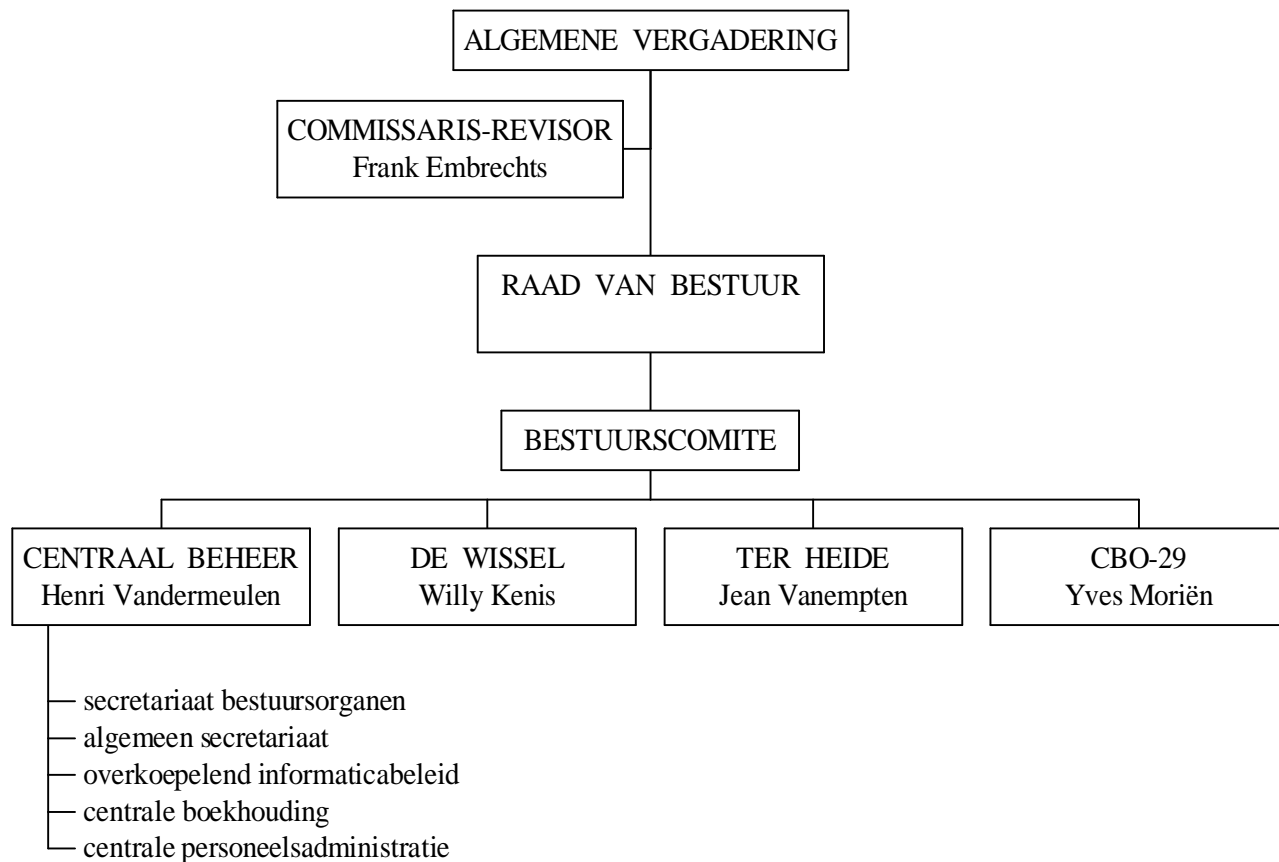 ALGEMENE VERGADERING
COMMISSARIS-REVISOR
Frank Embrechts
RAAD VAN BESTUUR
BESTUURSCOMITE
CENTRAAL BEHEER
Henri Vandermeulen
DE WISSEL
Willy Kenis
TER HEIDE
Jean Vanempten
CBO-29
Yves Moriën
secretariaat bestuursorganen
algemeen secretariaat
overkoepelend informaticabeleid
centrale boekhouding
centrale personeelsadministratie